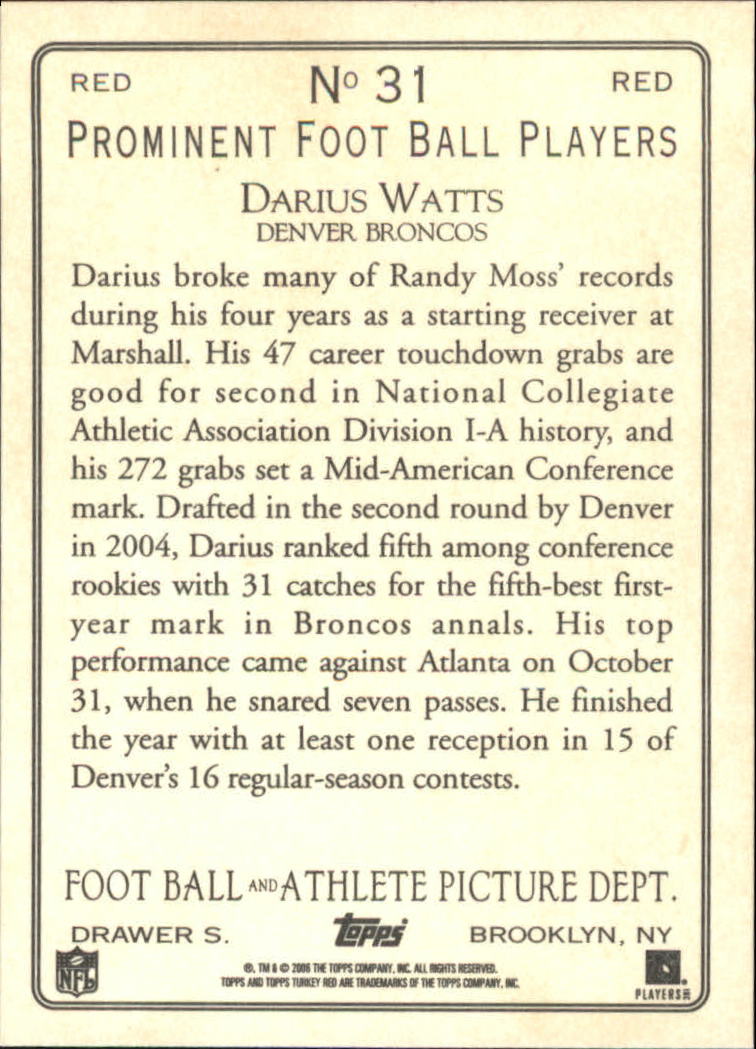 RED Nº 31 RED
PROMINENT FOOT BALL PLAYERS
DARIUS WATTS
DENVER BRONCOS
Darius broke many of Randy Moss' records
during his four years as a starting receiver at
Marshall. His 47 career touchdown grabs are
good for second in National Collegiate
Athletic Association Division I-A history, and
his 272 grabs set a Mid-American Conference
mark. Drafted in the second round by Denver
in 2004, Darius ranked fifth among conference
rookies with 31 catches for the fifth-best first-
year mark in Broncos annals. His top
performance came against Atlanta on October
31, when he snared seven passes. He finished
the year with at least one reception in 15 of
Denver's 16 regular-season contests.
FOOT BALL AND ATHLETE PICTURE DEPT.
DRAWER S. Topps BROOKLYN, NY
NFL
®, TM & © 2006 THE TOPPS COMPANY, INC. ALL RIGHTS RESERVED.
TOPPS AND TOPPS TURKEY RED ARE TRADEMARKS OF THE TOPPS COMPANY, INC.
PLAYERS INC